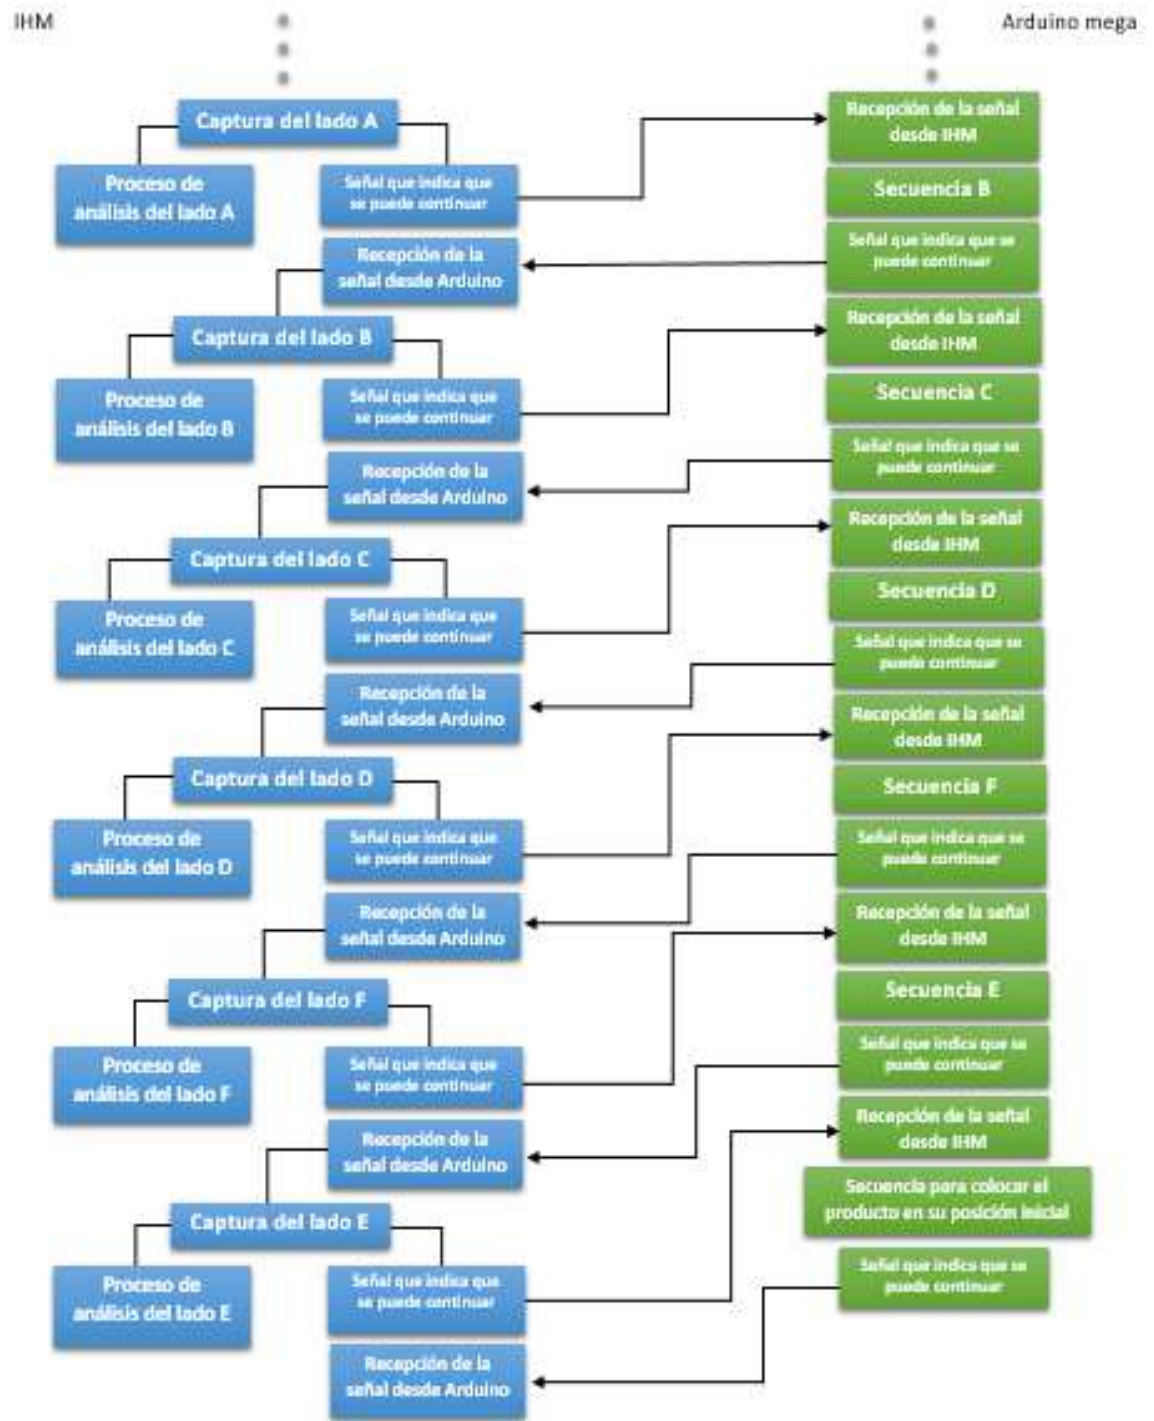 IHM
Arduino mega
Captura del lado A
Proceso de
análisis del lado A
Señal que indica que
se puede continuar
Recepción de la señal
desde IHM
Secuencia B
Señal que indica que se
puede continuar
Recepción de la
señal desde Arduino
Captura del lado B
Proceso de
análisis del lado B
Señal que indica que
se puede continuar
Recepción de la señal
desde IHM
Secuencia C
Señal que indica que se
puede continuar
Recepción de la
señal desde Arduino
Captura del lado C
Proceso de
análisis del lado C
Señal que indica que
se puede continuar
Recepción de la señal
desde IHM
Secuencia D
Señal que indica que se
puede continuar
Recepción de la
señal desde Arduino
Captura del lado D
Proceso de
análisis del lado D
Señal que indica que
se puede continuar
Recepción de la señal
desde IHM
Secuencia F
Señal que indica que se
puede continuar
Recepción de la
señal desde Arduino
Captura del lado F
Proceso de
análisis del lado F
Señal que indica que
se puede continuar
Recepción de la señal
desde IHM
Secuencia E
Señal que indica que se
puede continuar
Recepción de la
señal desde Arduino
Captura del lado E
Proceso de
análisis del lado E
Señal que indica que
se puede continuar
Recepción de la señal
desde IHM
Secuencia para colocar el
producto en su posición inicial
Señal que indica que se
puede continuar
Recepción de la
señal desde Arduino